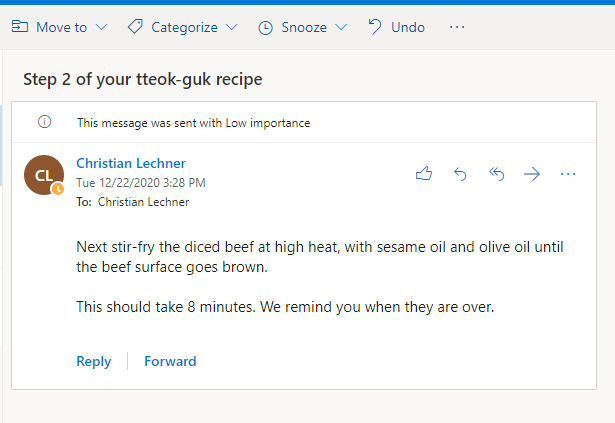 Move to Categorize Snooze Undo ...
Step 2 of your tteok-guk recipe
This message was sent with Low importance
CL
Christian Lechner
Tue 12/22/2020 3:28 PM
To: Christian Lechner
Next stir-fry the diced beef at high heat, with sesame oil and olive oil until
the beef surface goes brown.
This should take 8 minutes. We remind you when they are over.
Reply Forward